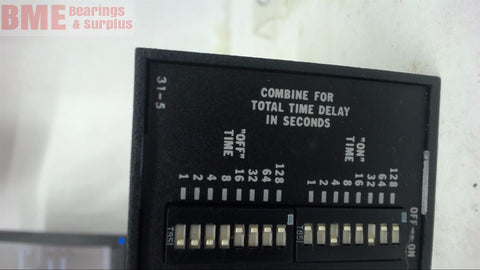 BME Bearings
& Surplus
31-5
COMBINE FOR
TOTAL TIME DELAY
IN SECONDS
"OFF"
TIME
"ON"
TIME
1 2 4 8 16 32 64 128
1 2 4 8 16 32 64 128
OFF ON